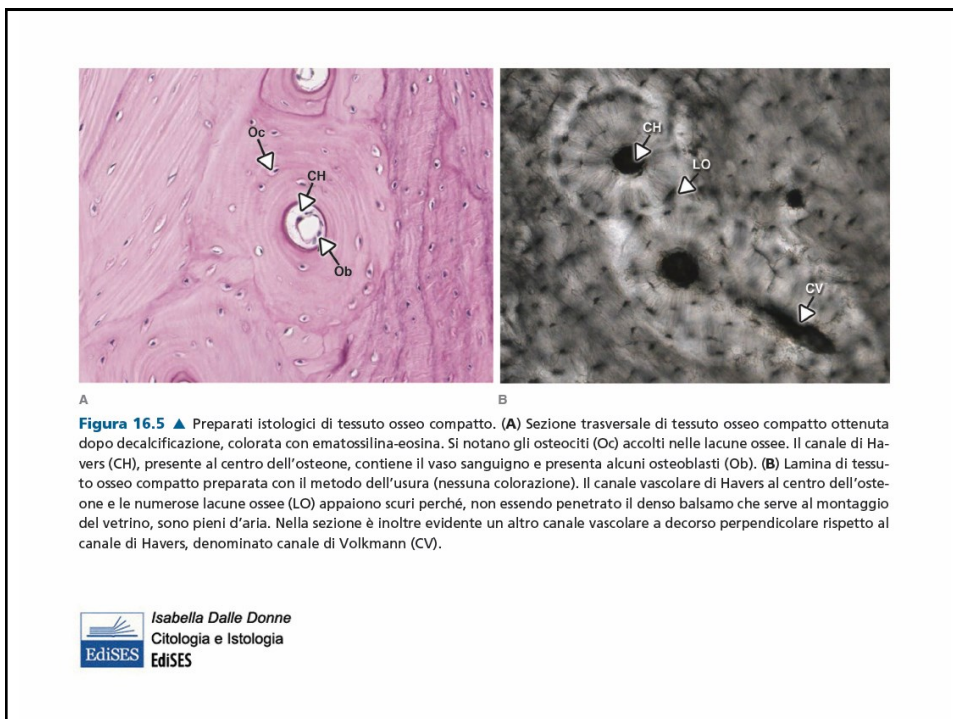 Oc
CH
Ob
CH
LO
CV
A
B
Figura 16.5 ▲ Preparati istologici di tessuto osseo compatto. (A) Sezione trasversale di tessuto osseo compatto ottenuta
dopo decalcificazione, colorata con ematossilina-eosina. Si notano gli osteociti (Oc) accolti nelle lacune ossee. Il canale di Ha-
vers (CH), presente al centro dell'osteone, contiene il vaso sanguigno e presenta alcuni osteoblasti (Ob). (B) Lamina di tessu-
to osseo compatto preparata con il metodo dell'usura (nessuna colorazione). Il canale vascolare di Havers al centro dell'oste-
one e le numerose lacune ossee (LO) appaiono scuri perché, non essendo penetrato il denso balsamo che serve al montaggio
del vetrino, sono pieni d'aria. Nella sezione è inoltre evidente un altro canale vascolare a decorso perpendicolare rispetto al
canale di Havers, denominato canale di Volkmann (CV).
EdiSES
Isabella Dalle Donne
Citologia e Istologia
EdiSES